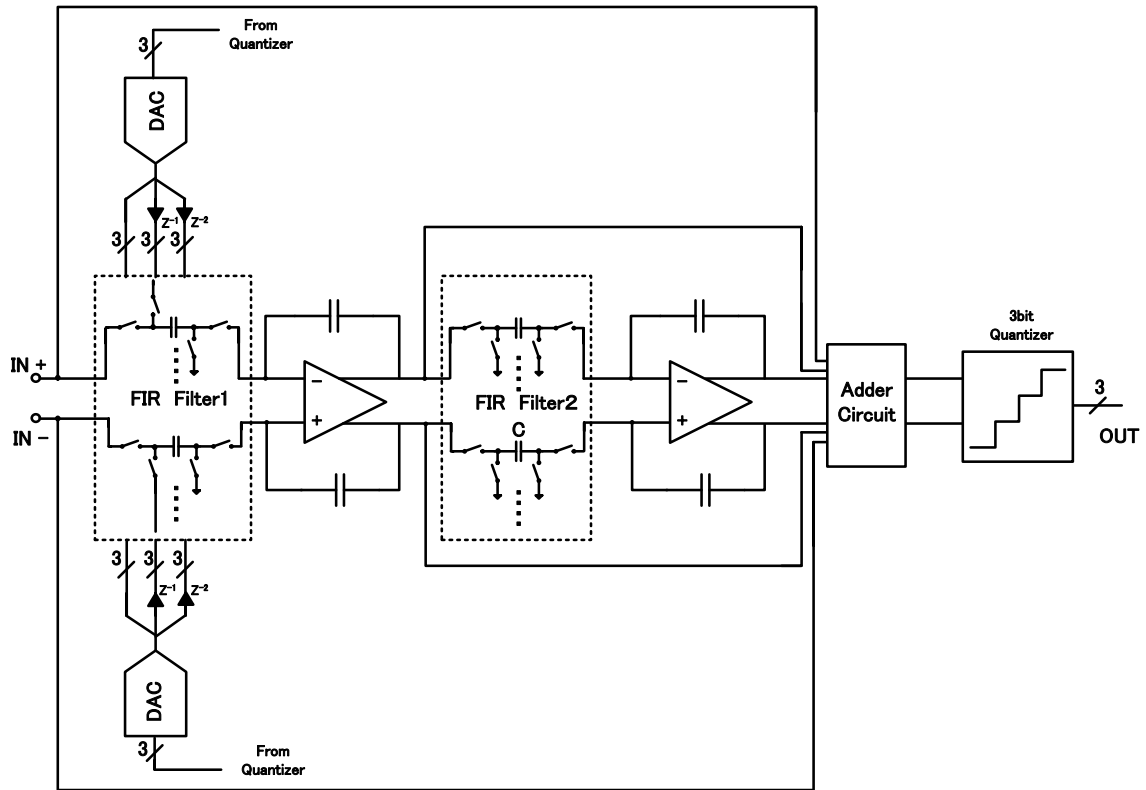 From
Quantizer
3
DAC
Z-1
Z-2
3
3
3
IN +
FIR Filter1
IN -
−
+
FIR Filter2
C
−
+
Adder
Circuit
3bit
Quantizer
3
OUT
3
3
3
Z-1
Z-2
DAC
3
From
Quantizer